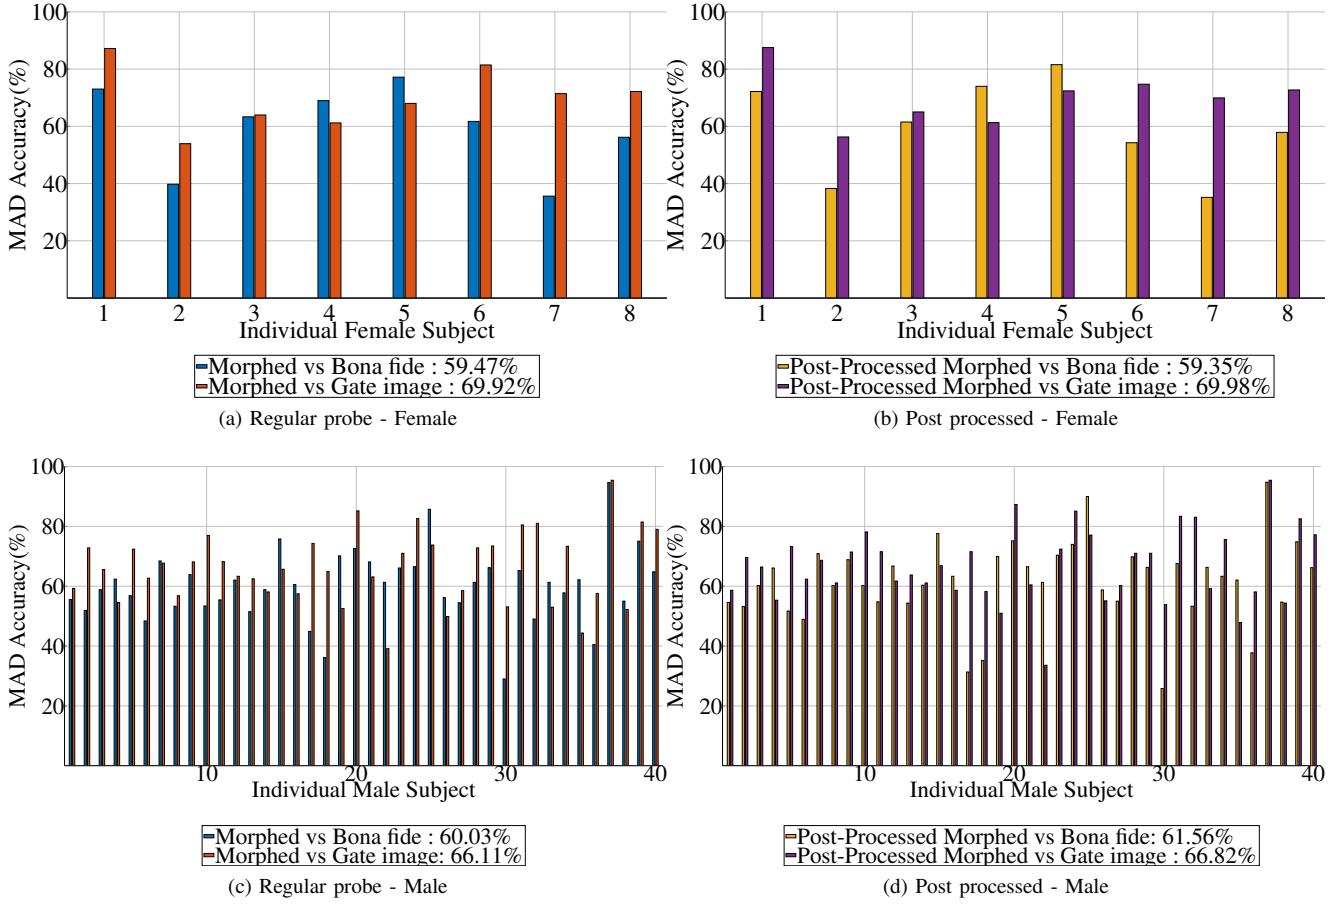 100
80
60
40
20
MAD Accuracy(%)
1 2 3 4 5 6 7 8
Individual Female Subject
Morphed vs Bona fide : 59.47%
Morphed vs Gate image : 69.92%
(a) Regular probe - Female
100
80
60
40
20
MAD Accuracy(%)
1 2 3 4 5 6 7 8
Individual Female Subject
Post-Processed Morphed vs Bona fide : 59.35%
Post-Processed Morphed vs Gate image : 69.98%
(b) Post processed - Female
100
80
60
40
20
MAD Accuracy(%)
10 20 30 40
Individual Male Subject
Morphed vs Bona fide : 60.03%
Morphed vs Gate image: 66.11%
(c) Regular probe - Male
100
80
60
40
20
MAD Accuracy(%)
10 20 30 40
Individual Male Subject
Post-Processed Morphed vs Bona fide: 61.56%
Post-Processed Morphed vs Gate image : 66.82%
(d) Post processed - Male